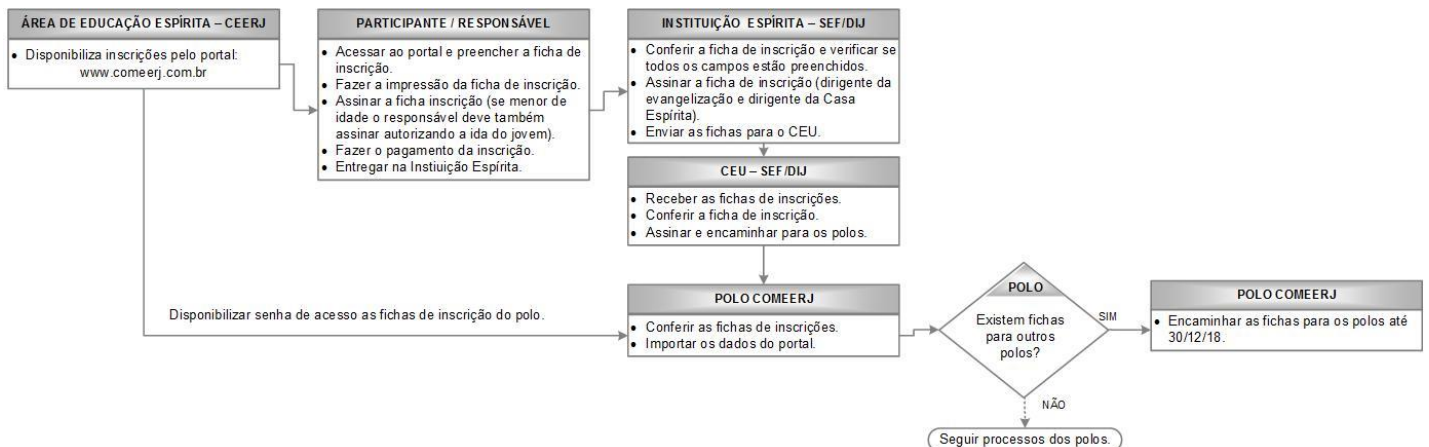 ÁREA DE EDUCAÇÃO ESPÍRITA – CEERJ
• Disponibiliza inscrições pelo portal:
www.comeerj.com.br
PARTICIPANTE / RESPONSÁVEL
• Acessar ao portal e preencher a ficha de
inscrição.
• Fazer a impressão da ficha de inscrição.
• Assinar a ficha inscrição (se menor de
idade o responsável deve também
assinar autorizando a ida do jovem).
• Fazer o pagamento da inscrição.
• Entregar na Instiuição Espírita.
INSTITUIÇÃO ESPÍRITA – SEF/DIJ
• Conferir a ficha de inscrição e verificar se
todos os campos estão preenchidos.
• Assinar a ficha de inscrição (dirigente da
evangelização e dirigente da Casa
Espírita).
• Enviar as fichas para o CEU.
CEU – SEF/DIJ
• Receber as fichas de inscrições.
• Conferir a ficha de inscrição.
• Assinar e encaminhar para os polos.
Disponibilizar senha de acesso as fichas de inscrição do polo.
POLO COMEERJ
• Conferir as fichas de inscrições.
• Importar os dados do portal.
POLO
Existem fichas
para outros
polos?
SIM
POLO COMEERJ
• Encaminhar as fichas para os polos até
30/12/18.
NÃO
Seguir processos dos polos.